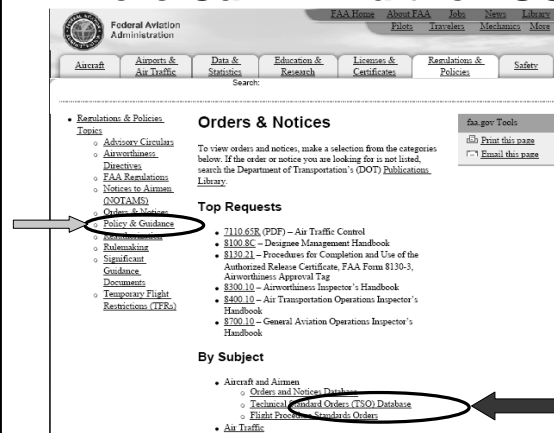 FAA Home About FAA Jobs News Library
Pilots Travelers Mechanics More
Federal Aviation
Administration
Aircraft
Airports &
Air Traffic
Data &
Statistics
Education &
Research
Licenses &
Certificates
Regulations &
Policies
Safety
Search:
• Regulations & Policies
Topics
o Advisory Circulars
o Airworthiness
Directives
o FAA Regulations
o Notices to Airmen
(NOTAMS)
o Orders & Notices
o Policy & Guidance
o Rulemaking
o Significant
Guidance
Documents
o Temporary Flight
Restrictions (TFRs)
Orders & Notices
To view orders and notices, make a selection from the categories
below. If the order or notice you are looking for is not listed,
search the Department of Transportation's (DOT) Publications
Library.
Top Requests
• 7110.65R (PDF) – Air Traffic Control
• 8100.8C – Designee Management Handbook
• 8130.21 – Procedures for Completion and Use of the
Authorized Release Certificate, FAA Form 8130-3,
Airworthiness Approval Tag
• 8300.10 – Airworthiness Inspector's Handbook
• 8400.10 – Air Transportation Operations Inspector's
Handbook
• 8700.10 – General Aviation Operations Inspector's
Handbook
By Subject
• Aircraft and Airmen
o Orders and Notices Database
o Technical Standard Orders (TSO) Database
o Flight Procedure Standards Orders
• Air Traffic
faa.gov Tools
Print this page
Email this page